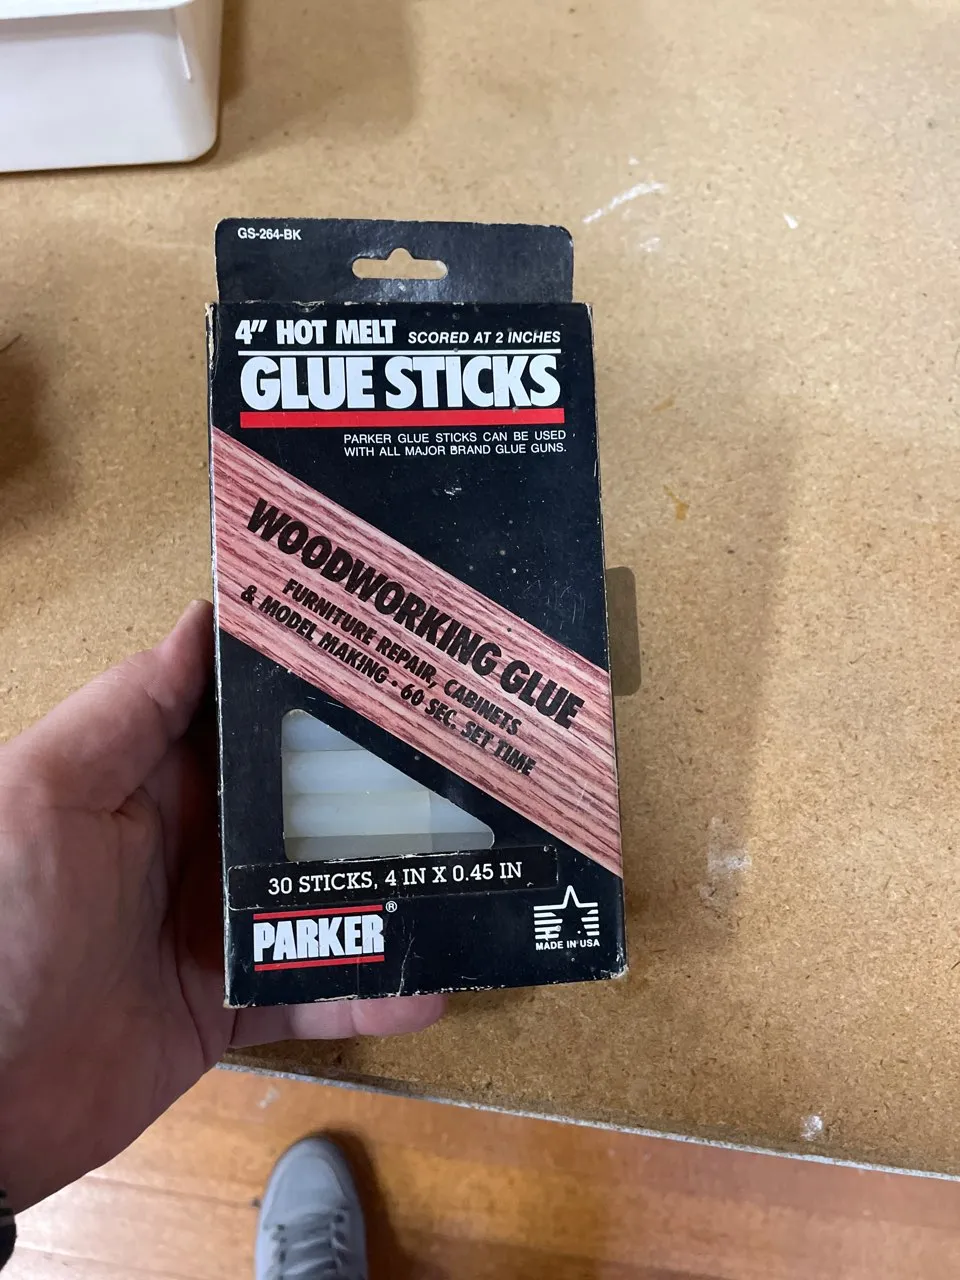 GS-264-BK
4" HOT MELT SCORED AT 2 INCHES
GLUE STICKS
PARKER GLUE STICKS CAN BE USED
WITH ALL MAJOR BRAND GLUE GUNS.
WOODWORKING GLUE
FURNITURE REPAIR, CABINETS
& MODEL MAKING • 60 SEC. SET TIME
30 STICKS, 4 IN X 0.45 IN
PARKER®
MADE IN USA